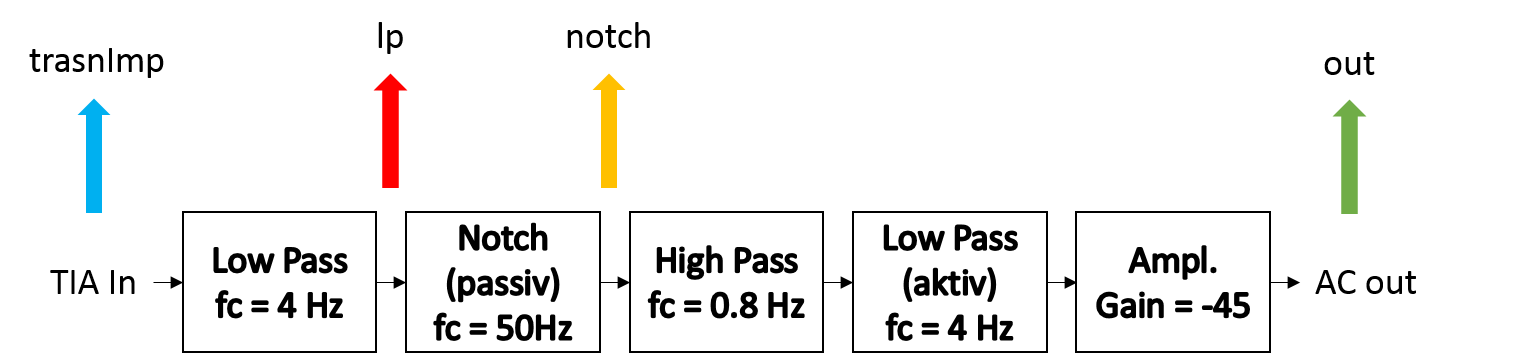 trasnImp
lp
notch
out
TIA In
Low Pass
fc = 4 Hz
Notch
(passiv)
fc = 50Hz
High Pass
fc = 0.8 Hz
Low Pass
(aktiv)
fc = 4 Hz
Ampl.
Gain = -45
AC out